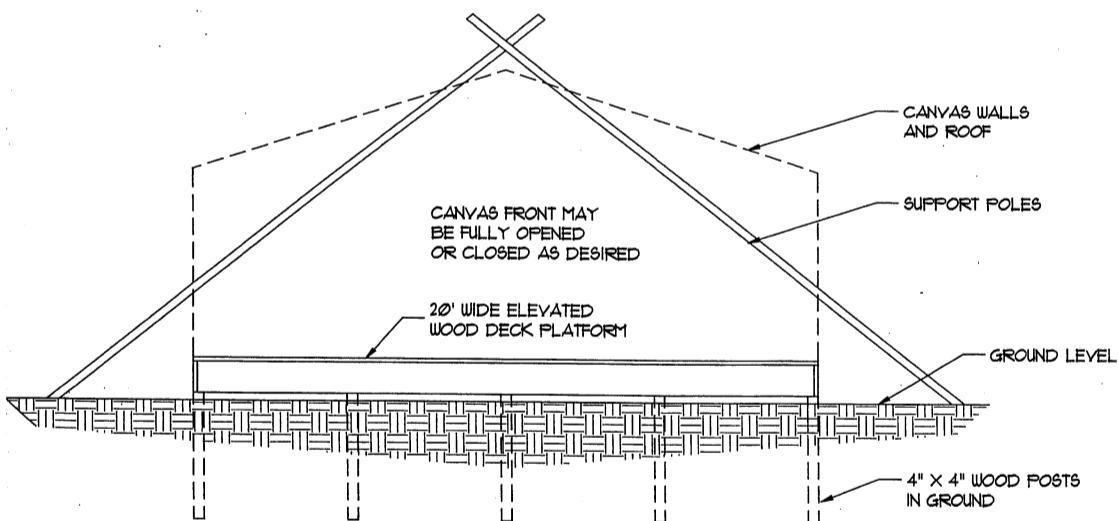 CANVAS WALLS
AND ROOF
SUPPORT POLES
CANVAS FRONT MAY
BE FULLY OPENED
OR CLOSED AS DESIRED
20' WIDE ELEVATED
WOOD DECK PLATFORM
GROUND LEVEL
4" X 4" WOOD POSTS
IN GROUND